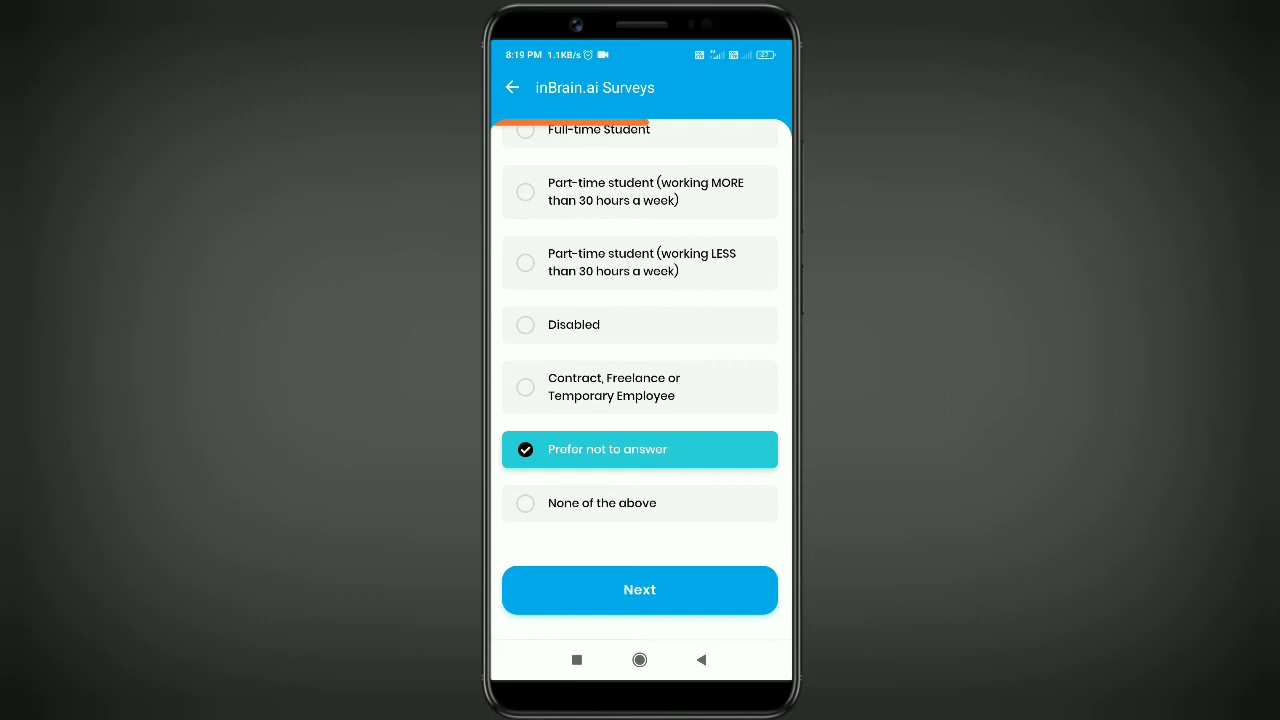 8:19 PM 1.1KB/s
inBrain.ai Surveys
Full-time Student
Part-time student (working MORE
than 30 hours a week)
Part-time student (working LESS
than 30 hours a week)
Disabled
Contract, Freelance or
Temporary Employee
Prefer not to answer
None of the above
Next